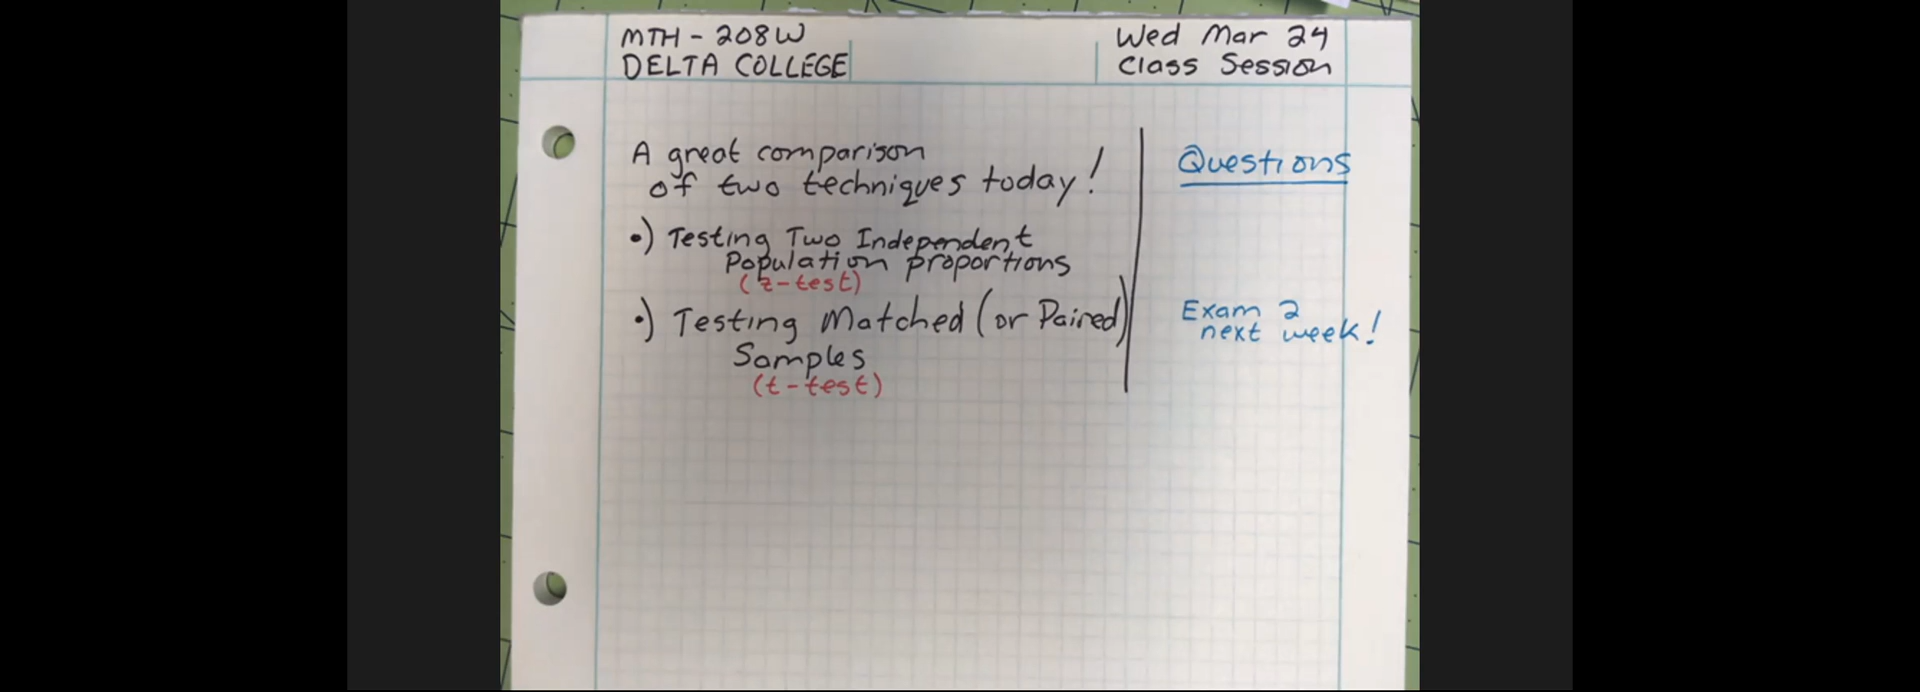 MTH - 208W
DELTA COLLEGE
Wed Mar 24
Class Session
A great comparison
of two techniques today!
•) Testing Two Independent
Population proportions
(z-test)
•) Testing Matched (or Paired)
Samples
(t-test)
Questions
Exam 2
next week!